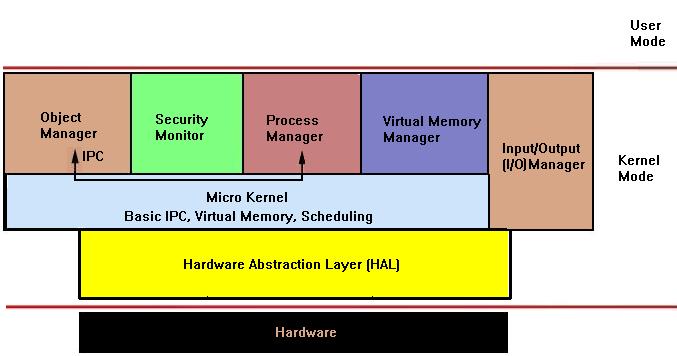 User
Mode
Object
Manager
IPC
Security
Monitor
Process
Manager
Virtual Memory
Manager
Input/Output
(I/O)Manager
Kernel
Mode
Micro Kernel
Basic IPC, Virtual Memory, Scheduling
Hardware Abstraction Layer (HAL)
Hardware